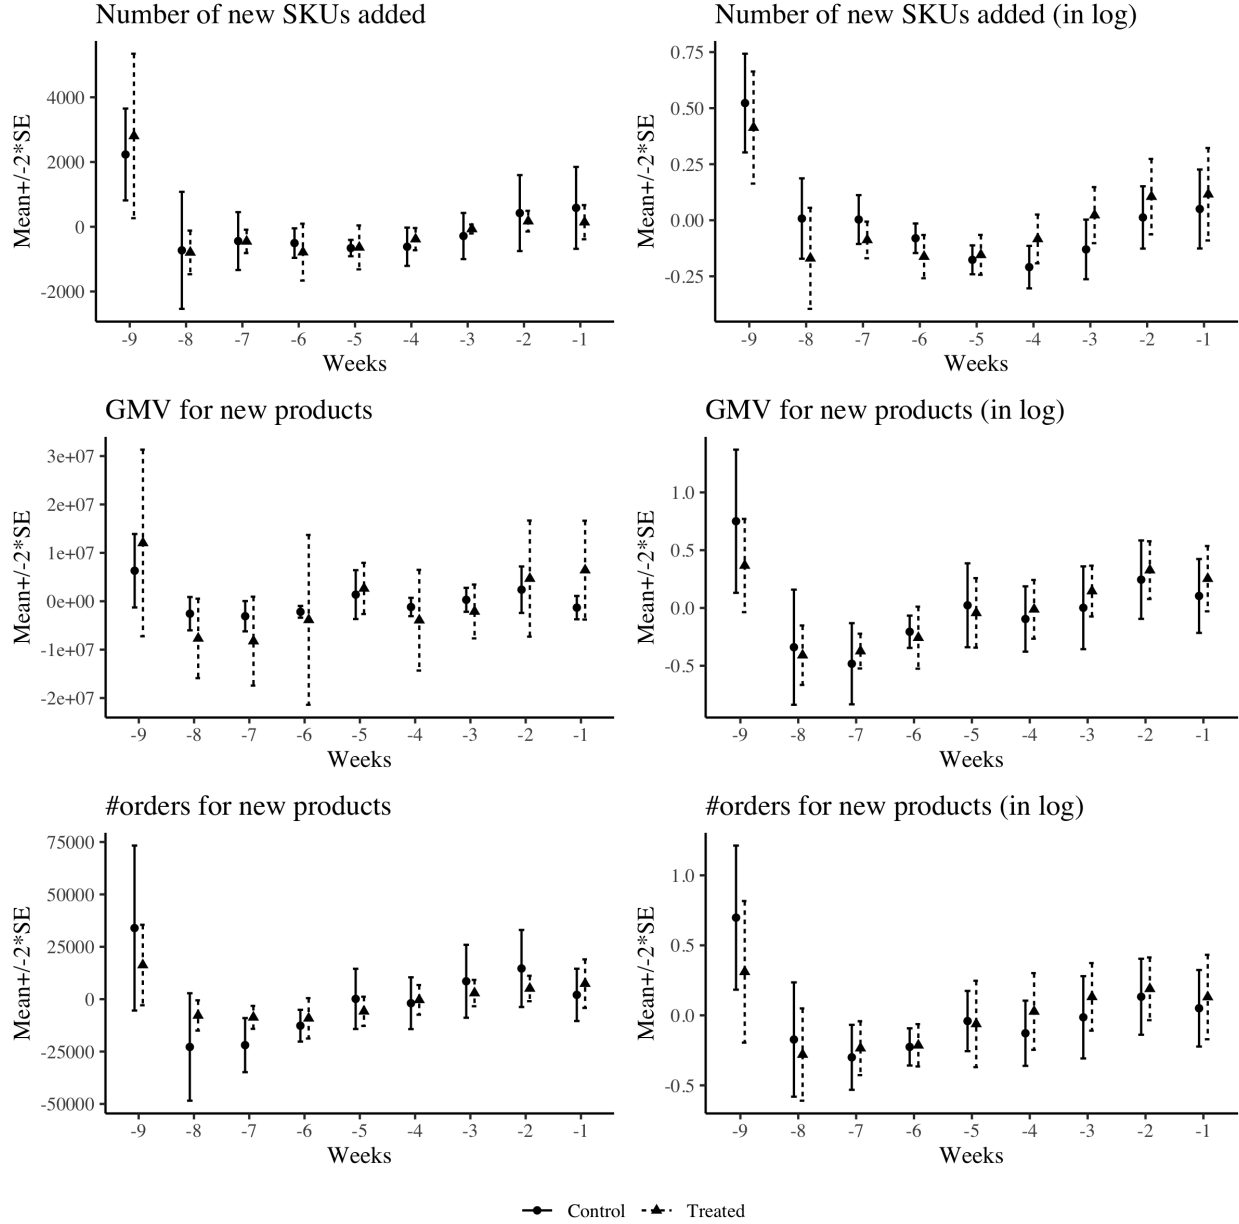 Number of new SKUs added
Mean+/-2*SE
4000
2000
0
-2000
-9 -8 -7 -6 -5 -4 -3 -2 -1
Weeks
Number of new SKUs added (in log)
Mean+/-2*SE
0.75
0.50
0.25
0.00
-0.25
-9 -8 -7 -6 -5 -4 -3 -2 -1
Weeks
GMV for new products
Mean+/-2*SE
3e+07
2e+07
1e+07
0e+00
-1e+07
-2e+07
-9 -8 -7 -6 -5 -4 -3 -2 -1
Weeks
GMV for new products (in log)
Mean+/-2*SE
1.0
0.5
0.0
-0.5
-9 -8 -7 -6 -5 -4 -3 -2 -1
Weeks
#orders for new products
Mean+/-2*SE
75000
50000
25000
0
-25000
-50000
-9 -8 -7 -6 -5 -4 -3 -2 -1
Weeks
#orders for new products (in log)
Mean+/-2*SE
1.0
0.5
0.0
-0.5
-9 -8 -7 -6 -5 -4 -3 -2 -1
Weeks
Control Treated